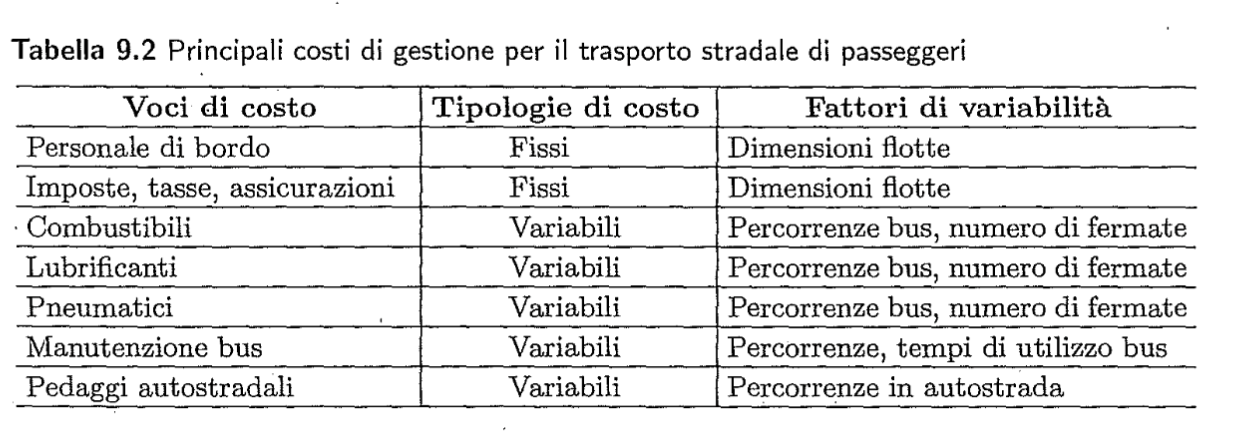 Tabella 9.2 Principali costi di gestione per il trasporto stradale di passeggeri
Voci di costo Tipologie di costo Fattori di variabilità
Personale di bordo Fissi Dimensioni flotte
Imposte, tasse, assicurazioni Fissi Dimensioni flotte
Combustibili Variabili Percorrenze bus, numero di fermate
Lubrificanti Variabili Percorrenze bus, numero di fermate
Pneumatici Variabili Percorrenze bus, numero di fermate
Manutenzione bus Variabili Percorrenze, tempi di utilizzo bus
Pedaggi autostradali Variabili Percorrenze in autostrada